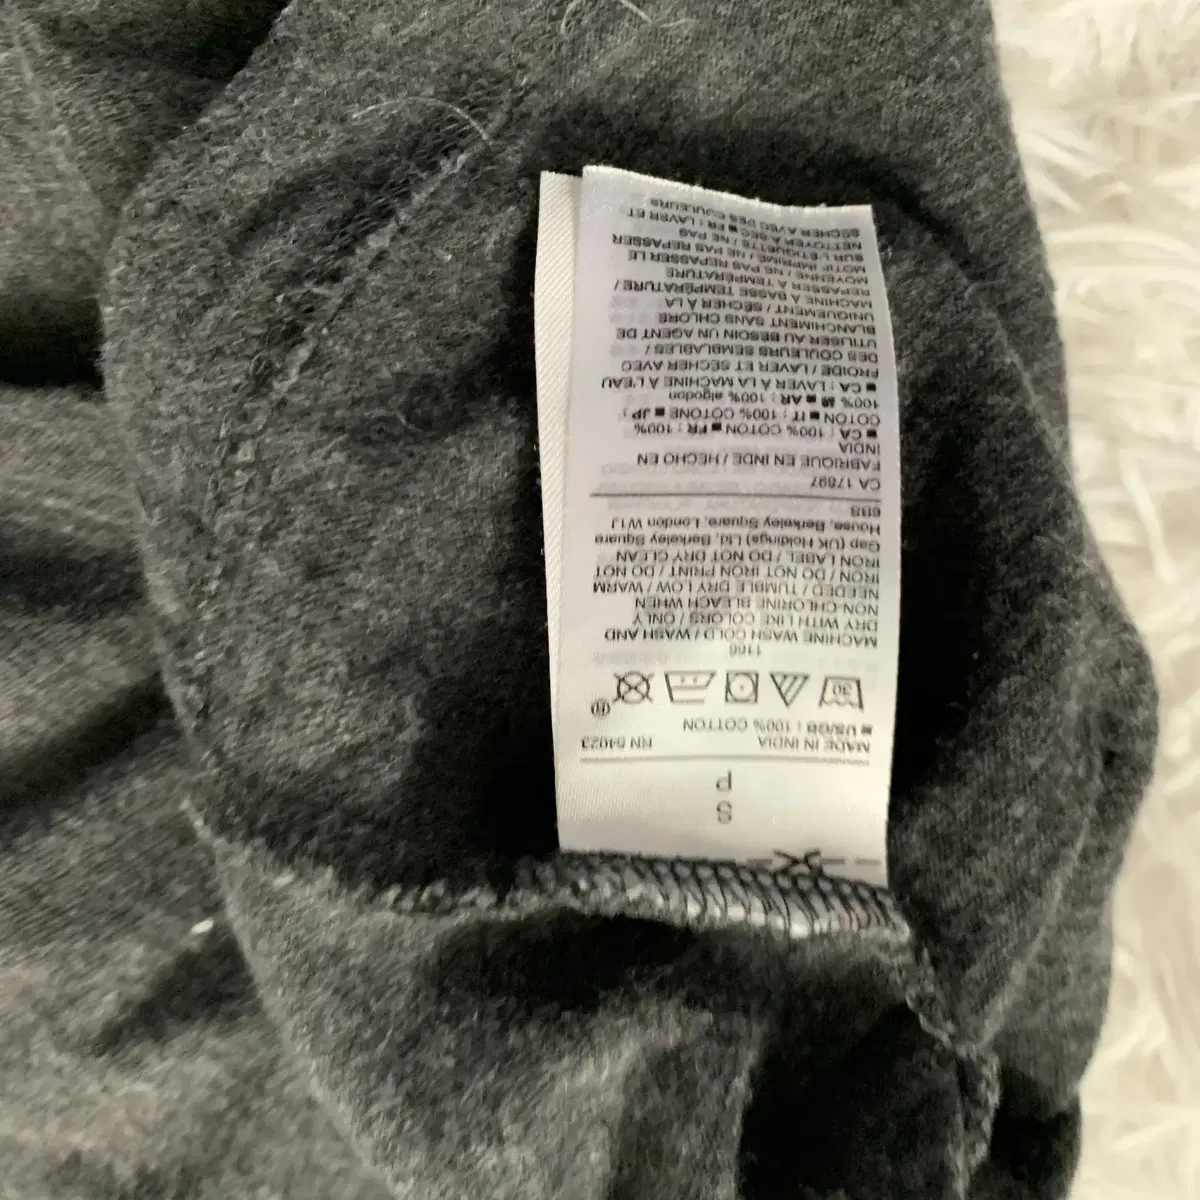 S
P
MADE IN INDIA RN 54023
■ US/GB : 100% COTTON
30
1166
MACHINE WASH COLD / WASH AND
DRY WITH LIKE COLORS / ONLY
NON-CHLORINE BLEACH WHEN
NEEDED / TUMBLE DRY LOW / WARM
IRON / DO NOT IRON PRINT / DO NOT
IRON LABEL / DO NOT DRY CLEAN
Gap (UK Holdings) Ltd, Berkeley Square
House, Berkeley Square, London W1J
6BS
CA 17897
FABRIQUÉ EN INDE / HECHO EN
INDIA
■ CA : 100% COTON ■ FR : 100%
COTON ■ IT : 100% COTONE ■ JP :
100% ■ AR : 100% algodon
■ CA : LAVER À LA MACHINE À L'EAU
FROIDE / LAVER ET SÉCHER AVEC
DES COULEURS SEMBLABLES /
UTILISER AU BESOIN UN AGENT DE
BLANCHIMENT SANS CHLORE
UNIQUEMENT / SÉCHER À LA
MACHINE À BASSE TEMPÉRATURE /
REPASSER À TEMPÉRATURE
MOYENNE / NE PAS REPASSER LE
MOTIF IMPRIMÉ / NE PAS REPASSER
SUR L'ÉTIQUETTE / NE PAS
NETTOYER À SEC ■ FR : LAVER ET
SÉCHER AVEC DES COULEURS